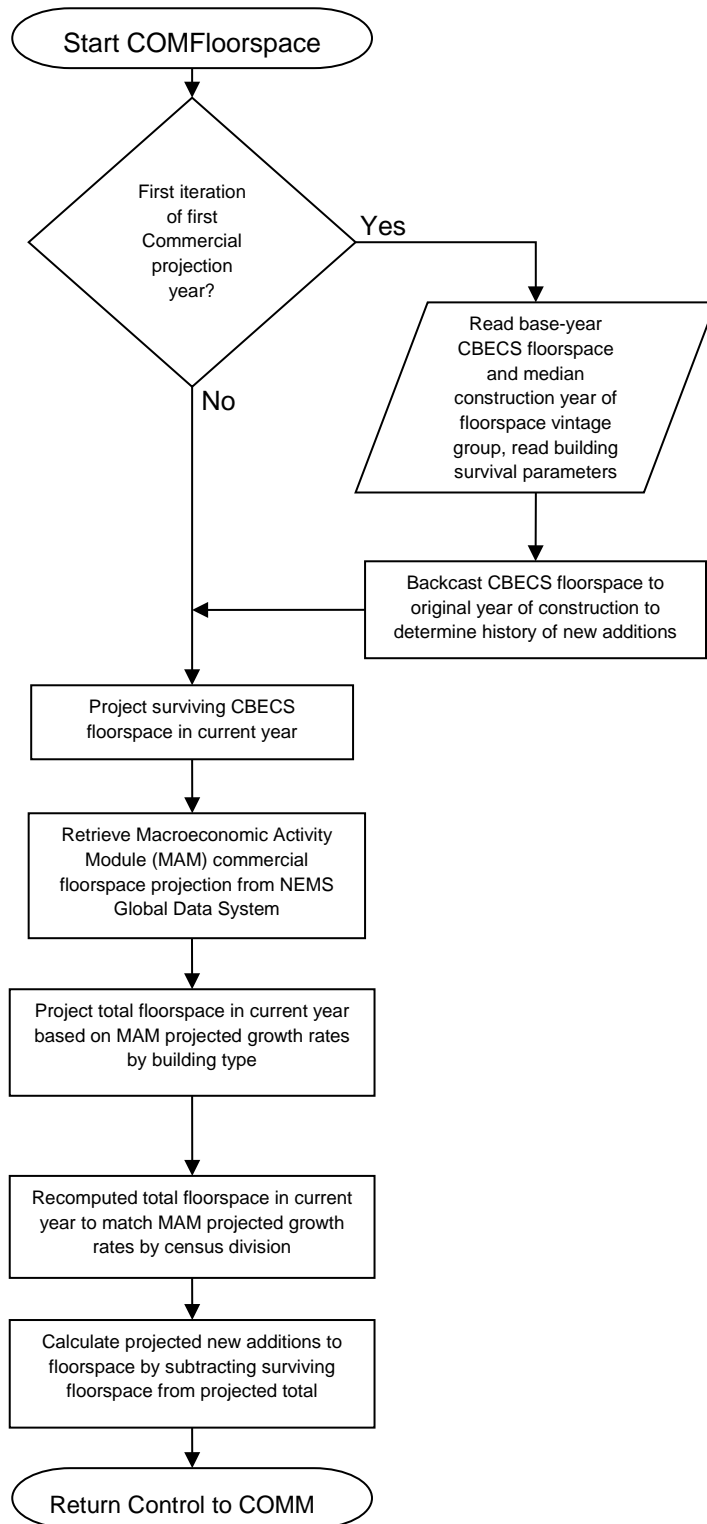 Start COMFloorspace
First iteration
of first
Commercial
projection
year?
Yes
No
Read base-year
CBECS floorspace
and median
construction year of
floorspace vintage
group, read building
survival parameters
Backcast CBECS floorspace to
original year of construction to
determine history of new additions
Project surviving CBECS
floorspace in current year
Retrieve Macroeconomic Activity
Module (MAM) commercial
floorspace projection from NEMS
Global Data System
Project total floorspace in current year
based on MAM projected growth rates
by building type
Recomputed total floorspace in current
year to match MAM projected growth
rates by census division
Calculate projected new additions to
floorspace by subtracting surviving
floorspace from projected total
Return Control to COMM